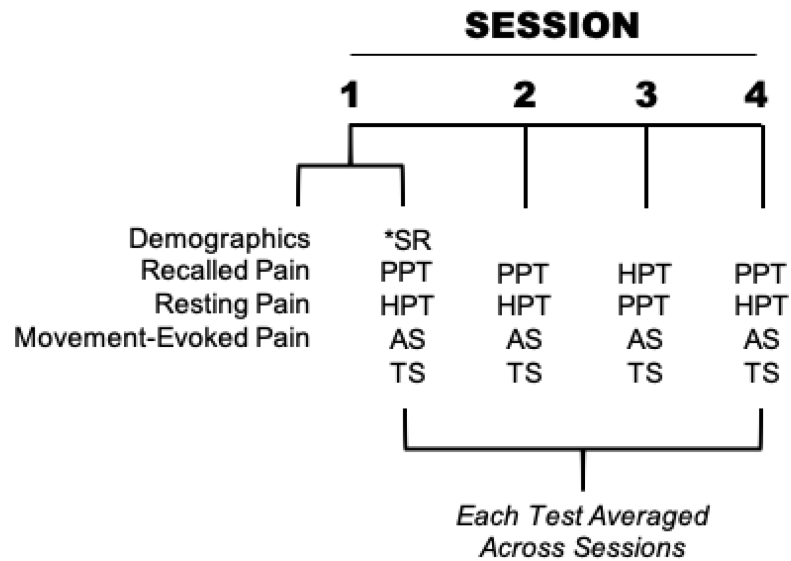 SESSION
1 2 3 4
Demographics *SR
Recalled Pain PPT PPT HPT PPT
Resting Pain HPT HPT PPT HPT
Movement-Evoked Pain AS AS AS AS
TS TS TS TS
Each Test Averaged
Across Sessions